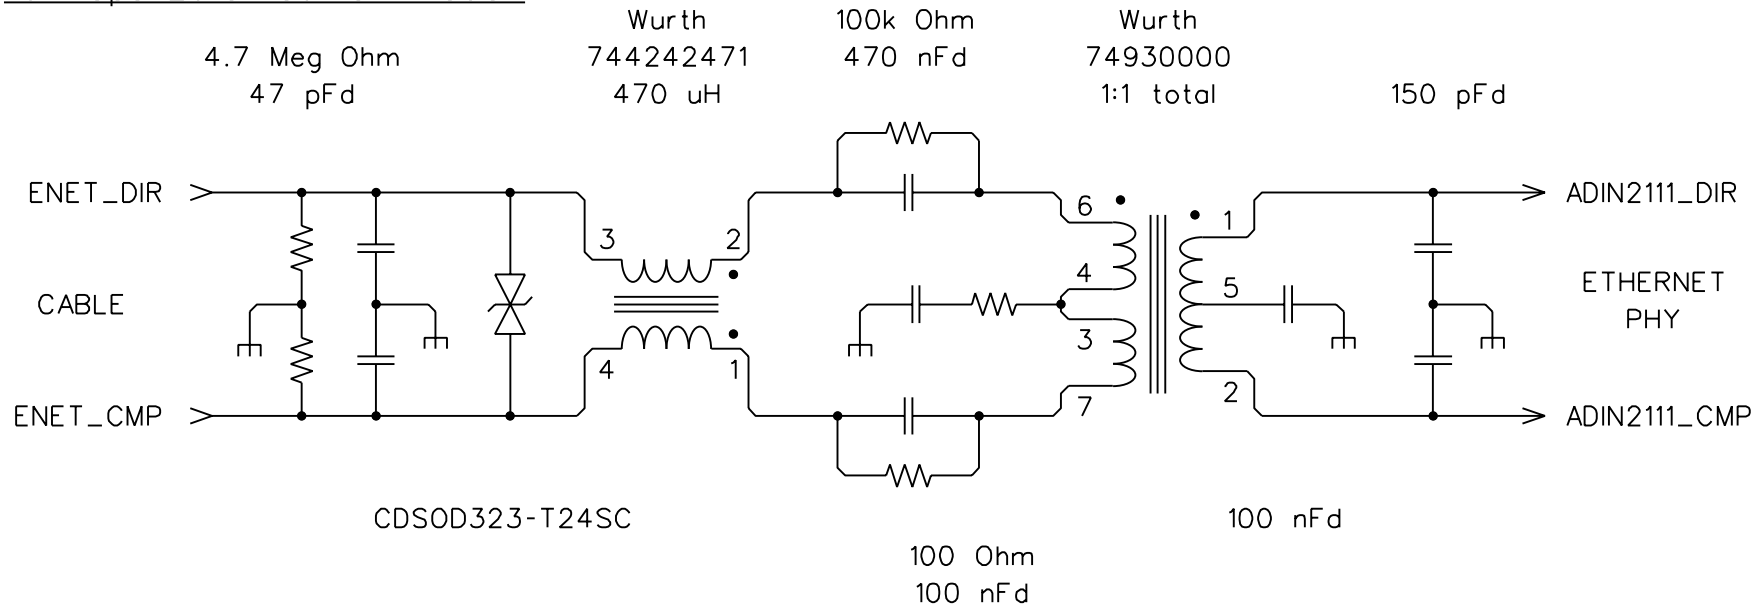 Wurth
100k Ohm
Wurth
4.7 Meg Ohm
744242471
470 nFd
74930000
47 pFd
470 uH
1:1 total
150 pFd
ENET_DIR
6
1
ADIN2111_DIR
3
2
4
5
CABLE
ETHERNET
PHY
3
4
1
2
7
ENET_CMP
ADIN2111_CMP
CDSOD323-T24SC
100 nFd
100 Ohm
100 nFd